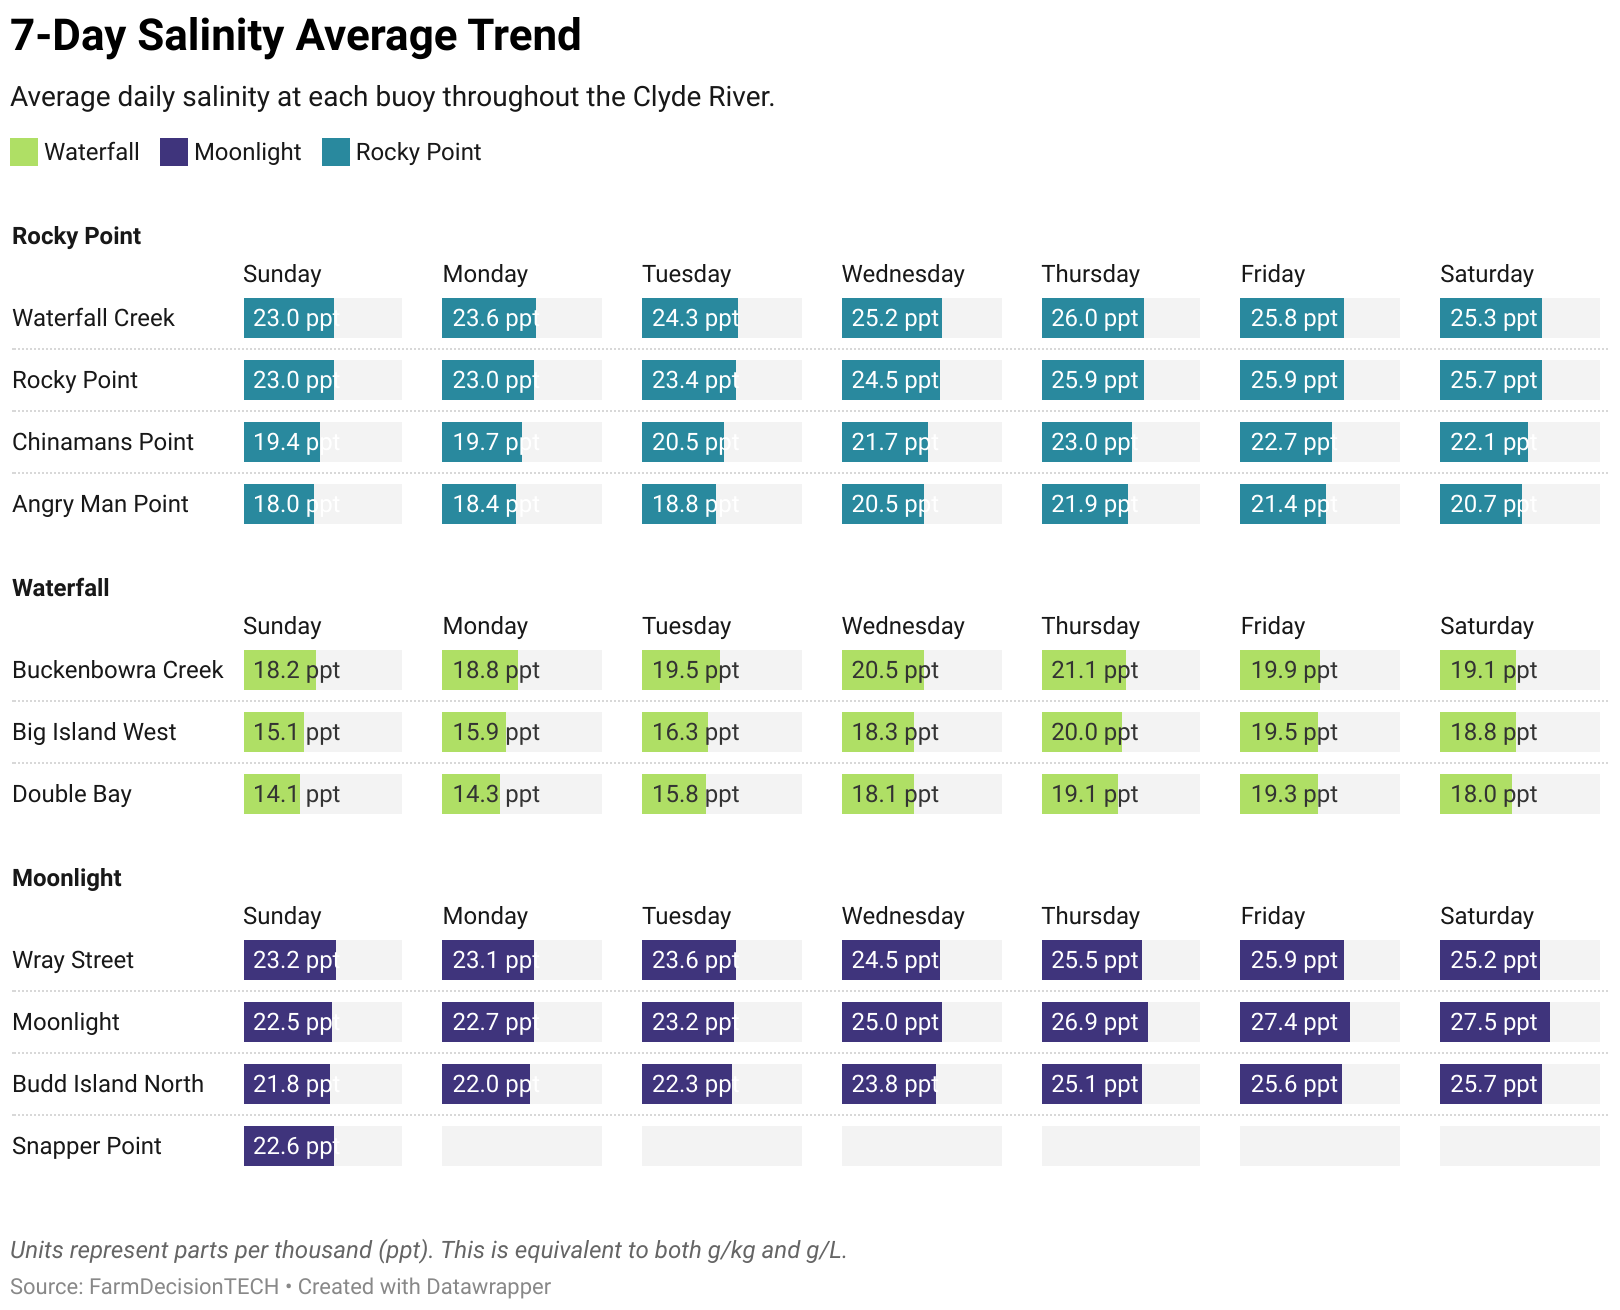 7-Day Salinity Average Trend
Average daily salinity at each buoy throughout the Clyde River.
Waterfall Moonlight Rocky Point
Rocky Point
Sunday Monday Tuesday Wednesday Thursday Friday Saturday
Waterfall Creek 23.0 ppt 23.6 ppt 24.3 ppt 25.2 ppt 26.0 ppt 25.8 ppt 25.3 ppt
Rocky Point 23.0 ppt 23.0 ppt 23.4 ppt 24.5 ppt 25.9 ppt 25.9 ppt 25.7 ppt
Chinamans Point 19.4 ppt 19.7 ppt 20.5 ppt 21.7 ppt 23.0 ppt 22.7 ppt 22.1 ppt
Angry Man Point 18.0 ppt 18.4 ppt 18.8 ppt 20.5 ppt 21.9 ppt 21.4 ppt 20.7 ppt
Waterfall
Sunday Monday Tuesday Wednesday Thursday Friday Saturday
Buckenbowra Creek 18.2 ppt 18.8 ppt 19.5 ppt 20.5 ppt 21.1 ppt 19.9 ppt 19.1 ppt
Big Island West 15.1 ppt 15.9 ppt 16.3 ppt 18.3 ppt 20.0 ppt 19.5 ppt 18.8 ppt
Double Bay 14.1 ppt 14.3 ppt 15.8 ppt 18.1 ppt 19.1 ppt 19.3 ppt 18.0 ppt
Moonlight
Sunday Monday Tuesday Wednesday Thursday Friday Saturday
Wray Street 23.2 ppt 23.1 ppt 23.6 ppt 24.5 ppt 25.5 ppt 25.9 ppt 25.2 ppt
Moonlight 22.5 ppt 22.7 ppt 23.2 ppt 25.0 ppt 26.9 ppt 27.4 ppt 27.5 ppt
Budd Island North 21.8 ppt 22.0 ppt 22.3 ppt 23.8 ppt 25.1 ppt 25.6 ppt 25.7 ppt
Snapper Point 22.6 ppt
Units represent parts per thousand (ppt). This is equivalent to both g/kg and g/L.
Source: FarmDecisionTECH • Created with Datawrapper